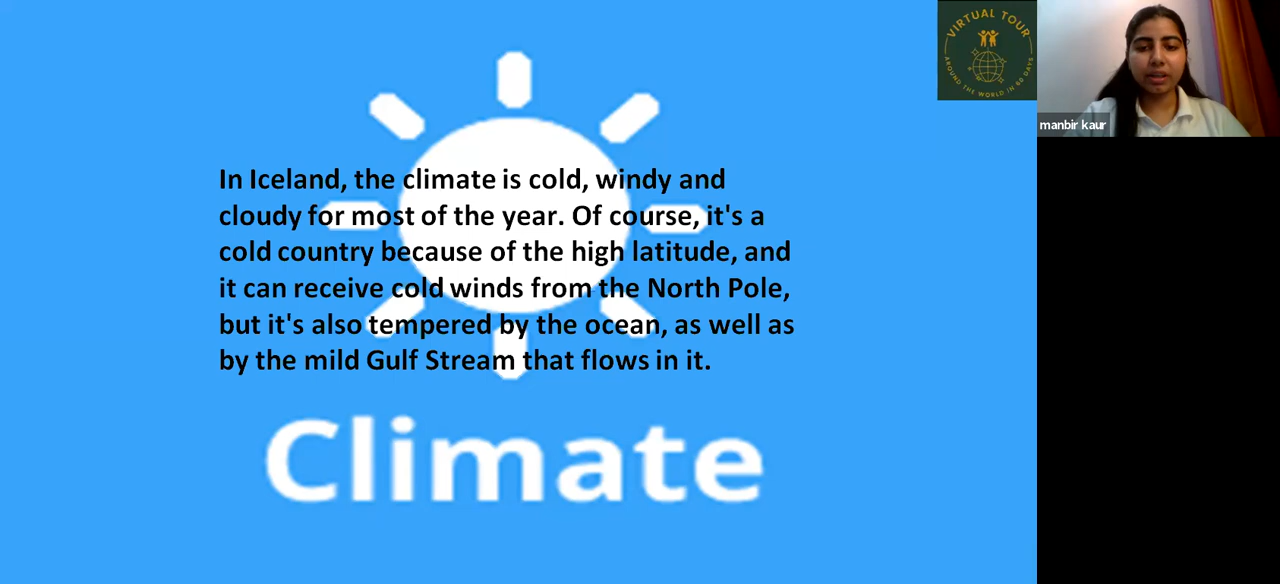 In Iceland, the climate is cold, windy and
cloudy for most of the year. Of course, it's a
cold country because of the high latitude, and
it can receive cold winds from the North Pole,
but it's also tempered by the ocean, as well as
by the mild Gulf Stream that flows in it.
Climate
VIRTUAL TOUR
AROUND THE WORLD IN 60 DAYS
manbir kaur